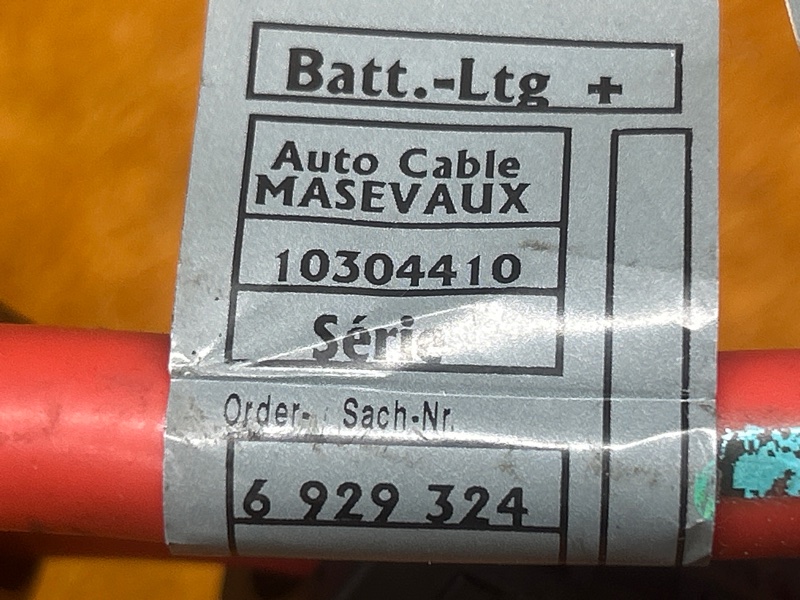 Batt.-Ltg +
Auto Cable
MASEVAUX
10304410
Série
Order- Sach-Nr.
6 929 324